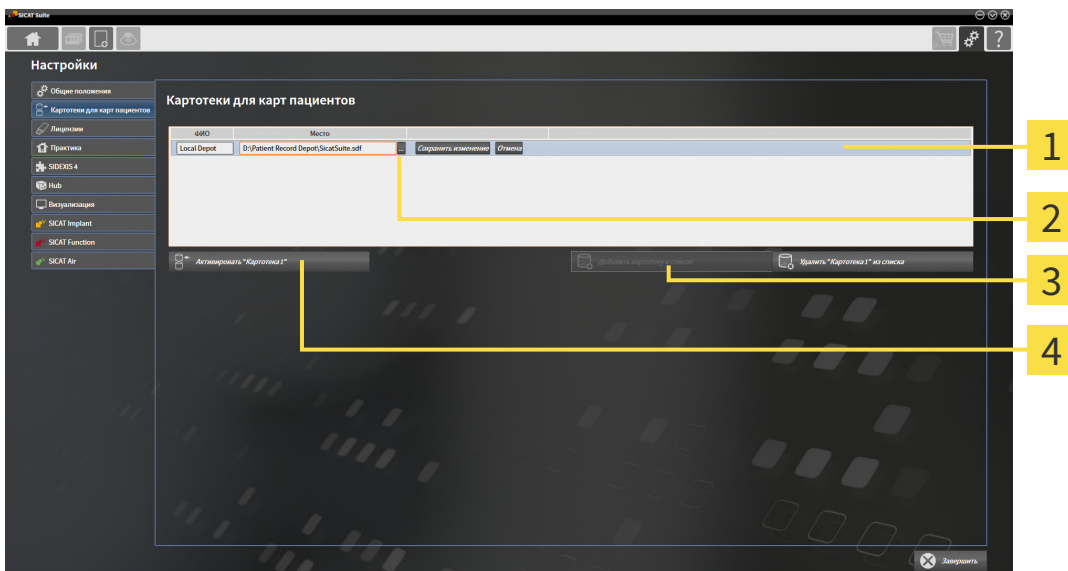 SICAT Suite
?
Настройки
Общие положения
Картотеки для карт пациентов
Лицензии
Практика
SIDEXIS 4
Hub
Визуализация
SICAT Implant
SICAT Function
SICAT Air
Картотеки для карт пациентов
ФИО Место
Local Depot D:\Patient Record Depot\SicatSuite.sdf ... Сохранить изменение Отмена
Активировать "Картотека 1" Добавить картотеку в список Удалить "Картотека 1" из списка
1
2
3
4
Завершить